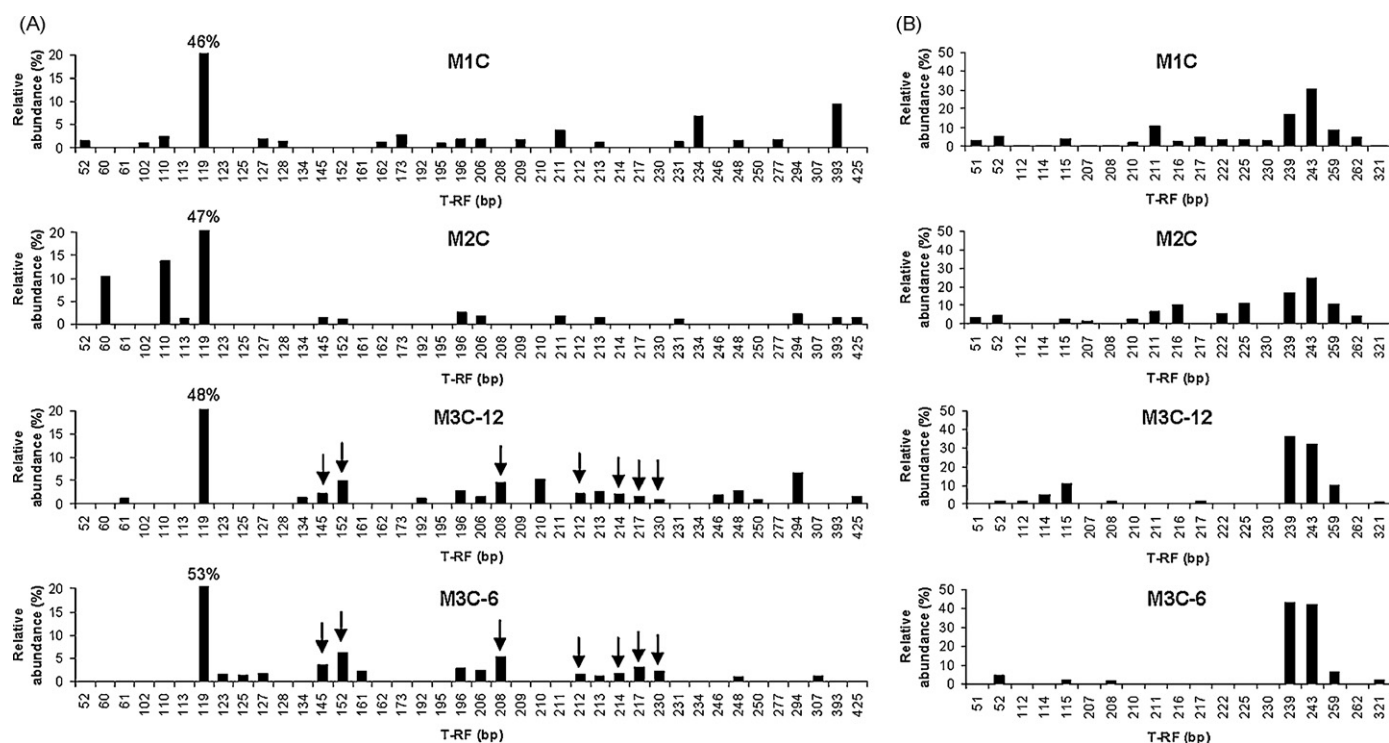 (A)
Relative abundance (%)
20
15
10
5
0
46%
M1C
52 60 61 102 110 113 119 123 125 127 128 134 145 152 161 162 173 192 195 196 206 208 209 210 211 212 213 214 217 230 231 234 246 248 250 277 294 307 393 425
T-RF (bp)
Relative abundance (%)
20
15
10
5
0
47%
M2C
52 60 61 102 110 113 119 123 125 127 128 134 145 152 161 162 173 192 195 196 206 208 209 210 211 212 213 214 217 230 231 234 246 248 250 277 294 307 393 425
T-RF (bp)
Relative abundance (%)
20
15
10
5
0
48%
M3C-12
52 60 61 102 110 113 119 123 125 127 128 134 145 152 161 162 173 192 195 196 206 208 209 210 211 212 213 214 217 230 231 234 246 248 250 277 294 307 393 425
T-RF (bp)
Relative abundance (%)
20
15
10
5
0
53%
M3C-6
52 60 61 102 110 113 119 123 125 127 128 134 145 152 161 162 173 192 195 196 206 208 209 210 211 212 213 214 217 230 231 234 246 248 250 277 294 307 393 425
T-RF (bp)
(B)
Relative abundance (%)
50
40
30
20
10
0
M1C
51 52 112 114 115 207 208 210 211 216 217 222 225 230 239 243 259 262 321
T-RF (bp)
Relative abundance (%)
50
40
30
20
10
0
M2C
51 52 112 114 115 207 208 210 211 216 217 222 225 230 239 243 259 262 321
T-RF (bp)
Relative abundance (%)
50
40
30
20
10
0
M3C-12
51 52 112 114 115 207 208 210 211 216 217 222 225 230 239 243 259 262 321
T-RF (bp)
Relative abundance (%)
50
40
30
20
10
0
M3C-6
51 52 112 114 115 207 208 210 211 216 217 222 225 230 239 243 259 262 321
T-RF (bp)